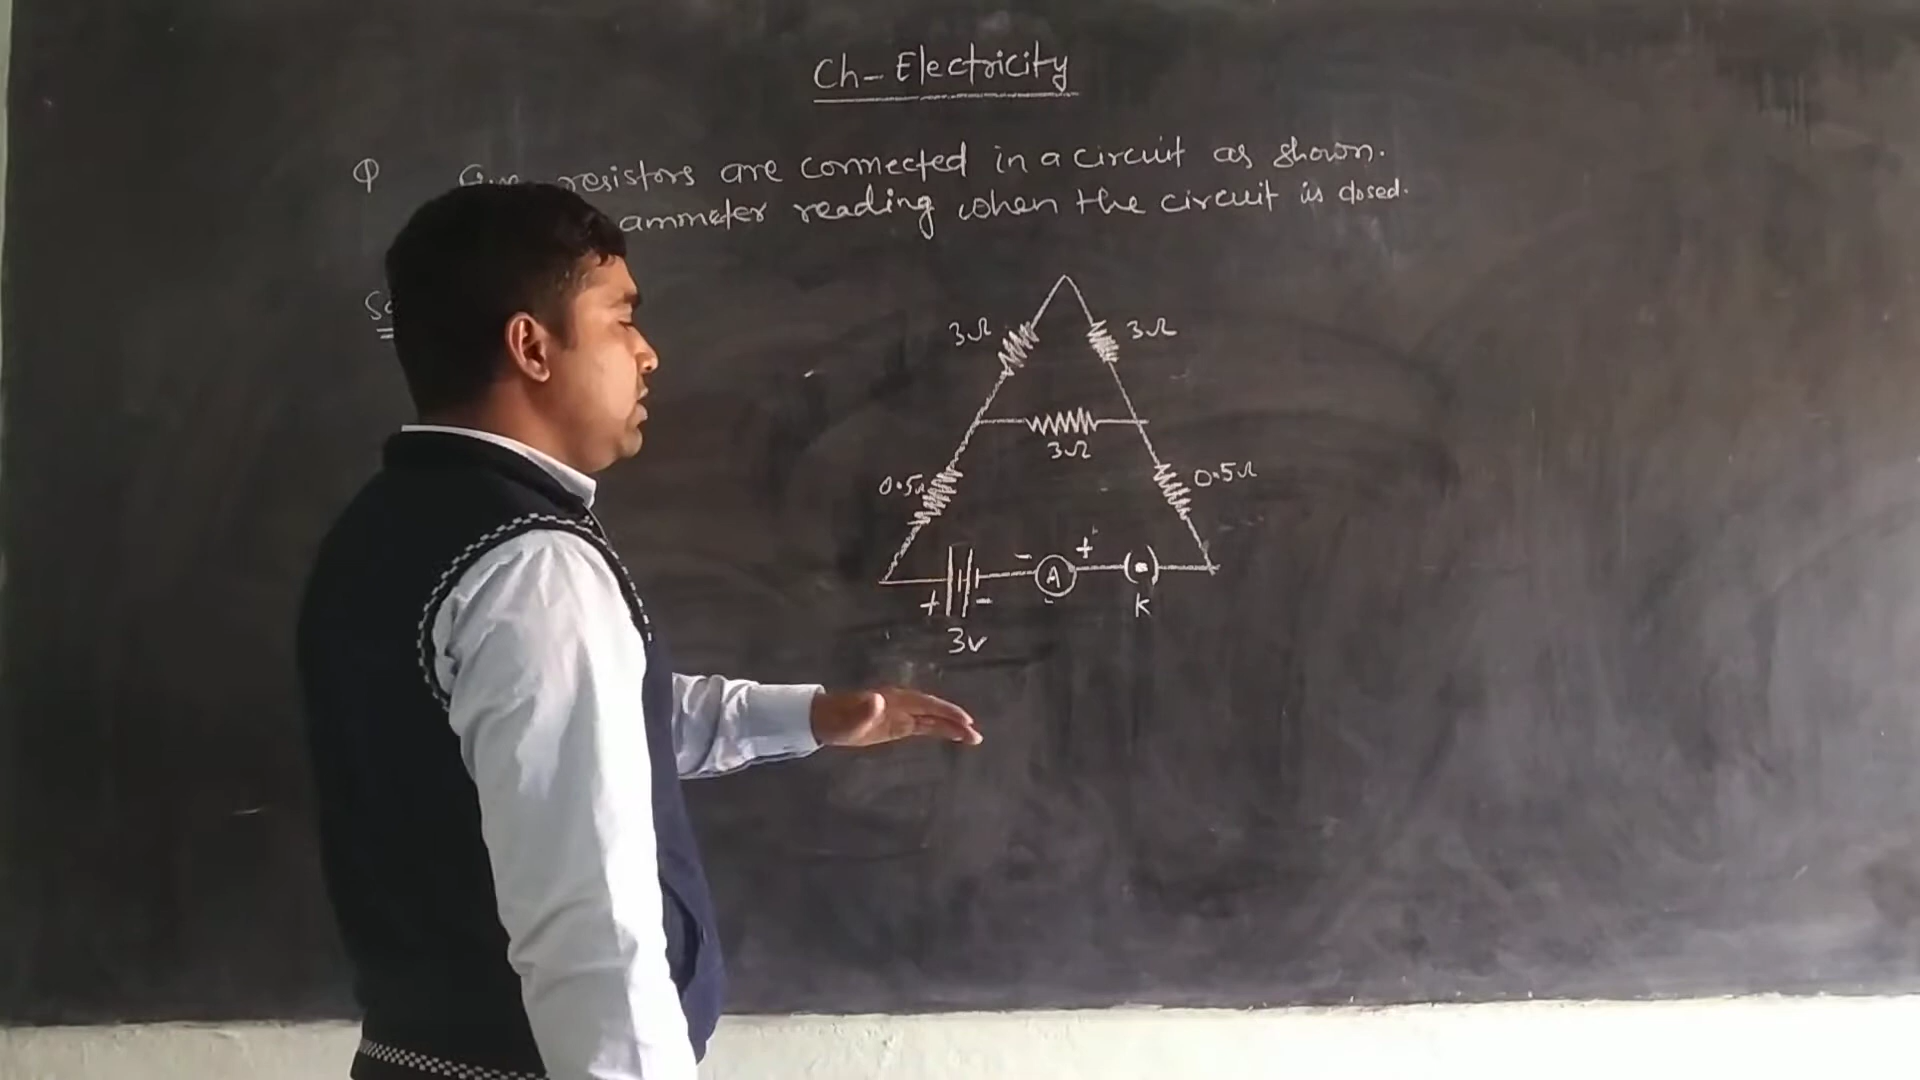 Ch- Electricity
Q resistors are connected in a circuit as shown.
ammeter reading when the circuit is closed.
3Ω 3Ω
3Ω
0.5Ω 0.5Ω
- A +
+ - K
3v